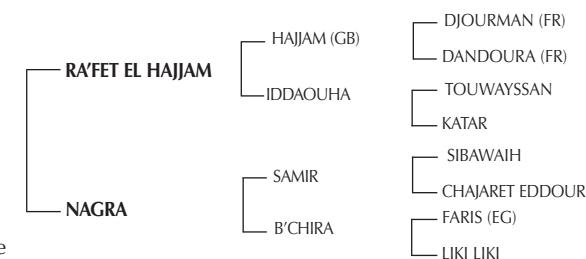 DJOURMAN (FR)
HAJJAM (GB)
DANDOURA (FR)
RA'FET EL HAJJAM
TOUWAYSSAN
IDDAOUHA
KATAR
SIBAWAIH
SAMIR
CHAJARET EDDOUR
NAGRA
FARIS (EG)
B'CHIRA
LIKI LIKI
e